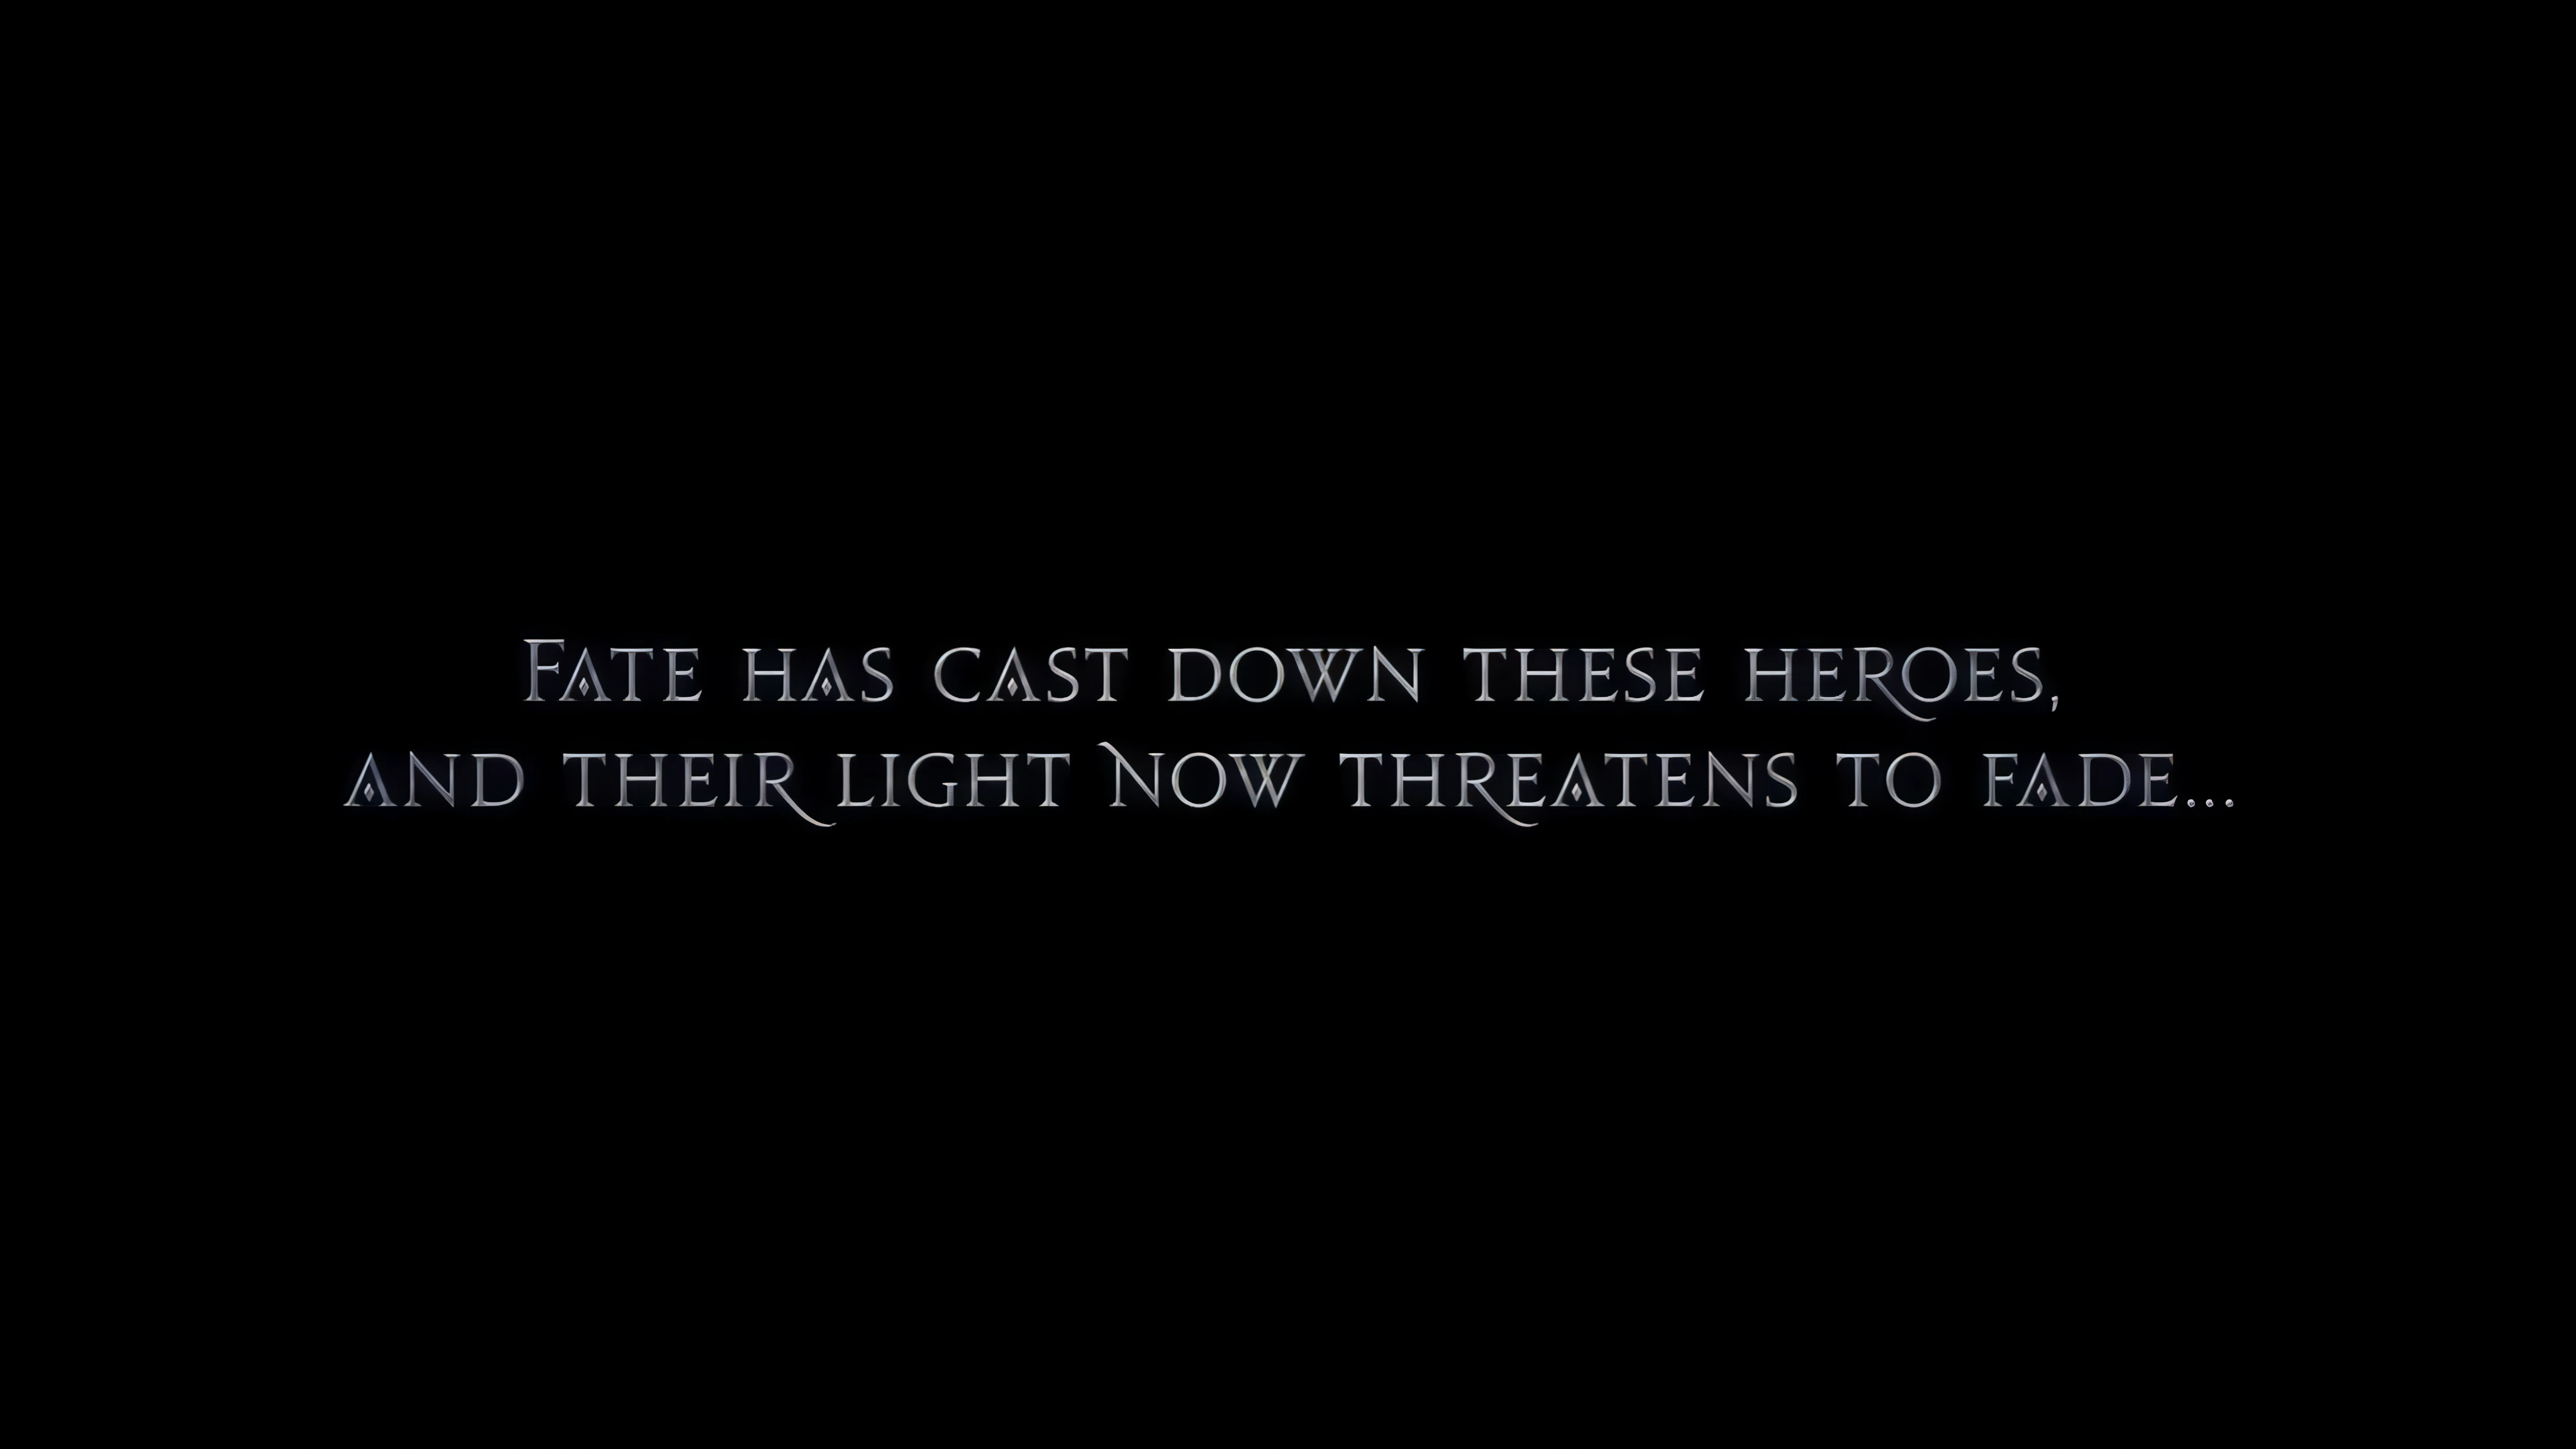 Fate has cast down these heroes,
and their light now threatens to fade...